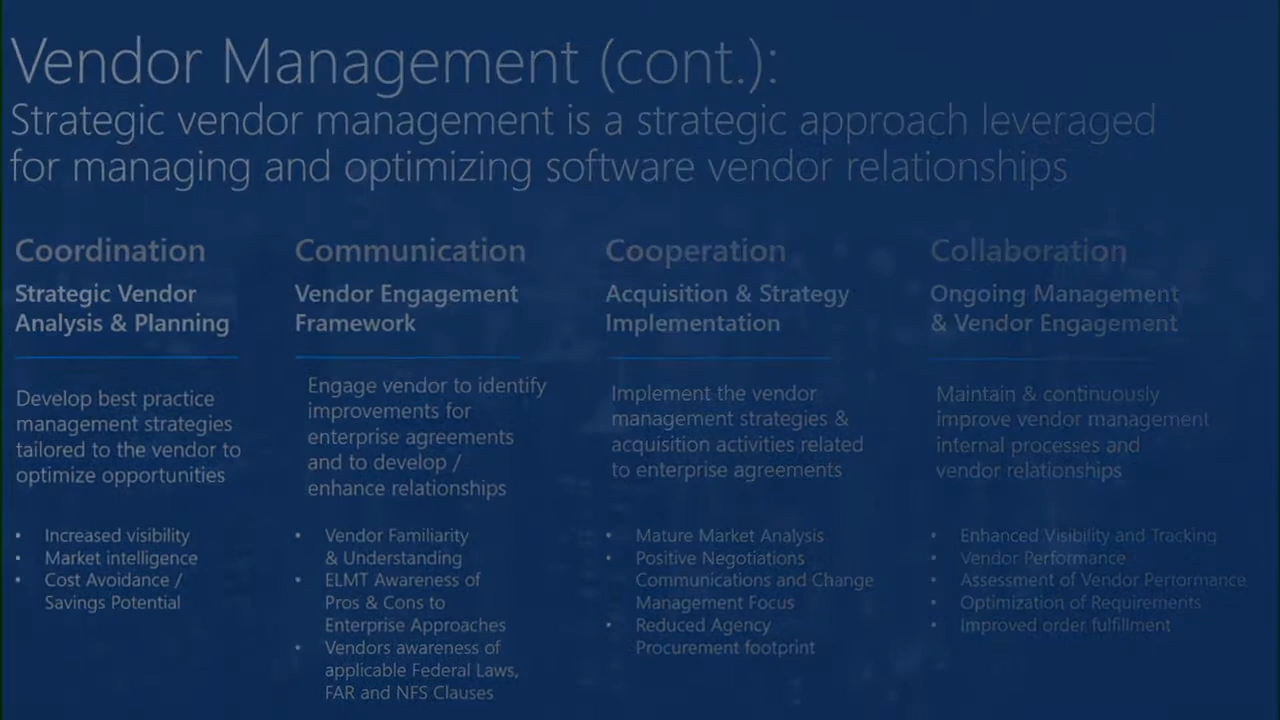 Vendor Management (cont.):
Strategic vendor management is a strategic approach leveraged
for managing and optimizing software vendor relationships
Coordination
Strategic Vendor
Analysis & Planning
Develop best practice
management strategies
tailored to the vendor to
optimize opportunities
• Increased visibility
• Market intelligence
• Cost Avoidance /
Savings Potential
Communication
Vendor Engagement
Framework
Engage vendor to identify
improvements for
enterprise agreements
and to develop /
enhance relationships
• Vendor Familiarity
& Understanding
• ELMT Awareness of
Pros & Cons to
Enterprise Approaches
• Vendors awareness of
applicable Federal Laws,
FAR and NFS Clauses
Cooperation
Acquisition & Strategy
Implementation
Implement the vendor
management strategies &
acquisition activities related
to enterprise agreements
• Mature Market Analysis
• Positive Negotiations
Communications and Change
Management Focus
• Reduced Agency
Procurement footprint
Collaboration
Ongoing Management
& Vendor Engagement
Maintain & continuously
improve vendor management
internal processes and
vendor relationships
• Enhanced Visibility and Tracking
• Vendor Performance
• Assessment of Vendor Performance
• Optimization of Requirements
• Improved order fulfillment